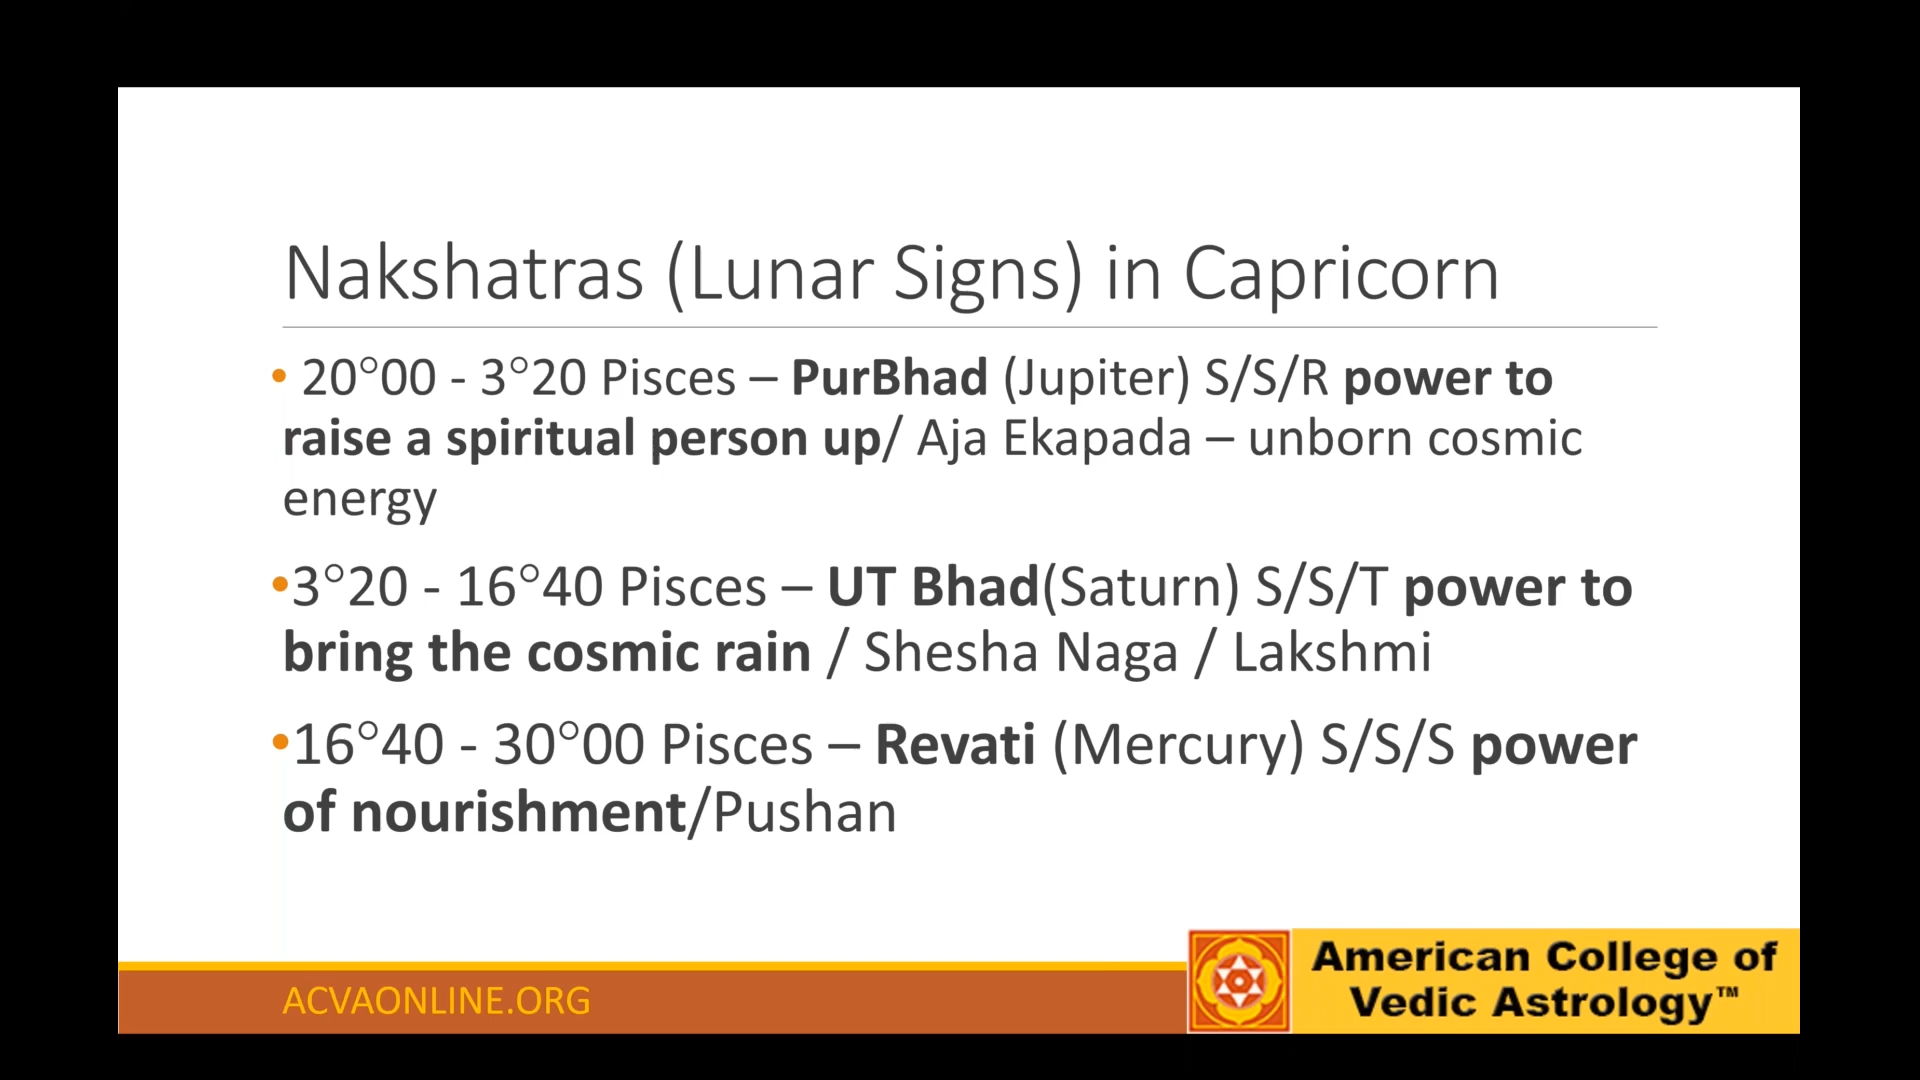 Nakshatras (Lunar Signs) in Capricorn
• 20°00 - 3°20 Pisces – PurBhad (Jupiter) S/S/R power to
raise a spiritual person up/ Aja Ekapada – unborn cosmic
energy
•3°20 - 16°40 Pisces – UT Bhad(Saturn) S/S/T power to
bring the cosmic rain / Shesha Naga / Lakshmi
•16°40 - 30°00 Pisces – Revati (Mercury) S/S/S power
of nourishment/Pushan
ACVAONLINE.ORG
American College of
Vedic Astrology™